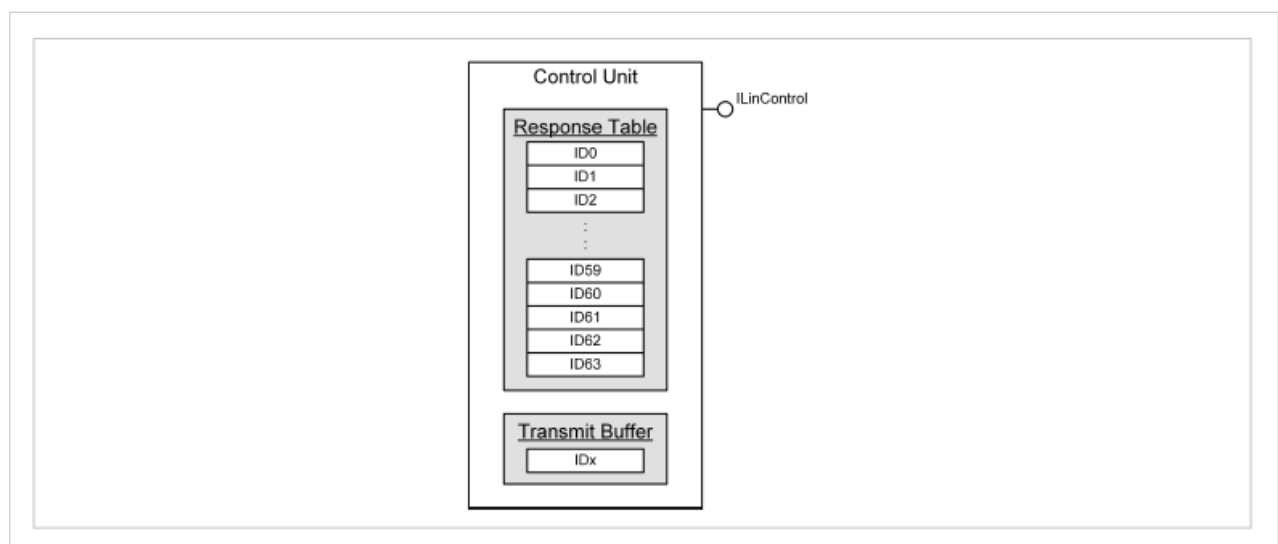 Control Unit
ILinControl
Response Table
ID0
ID1
ID2
ID59
ID60
ID61
ID62
ID63
Transmit Buffer
IDx